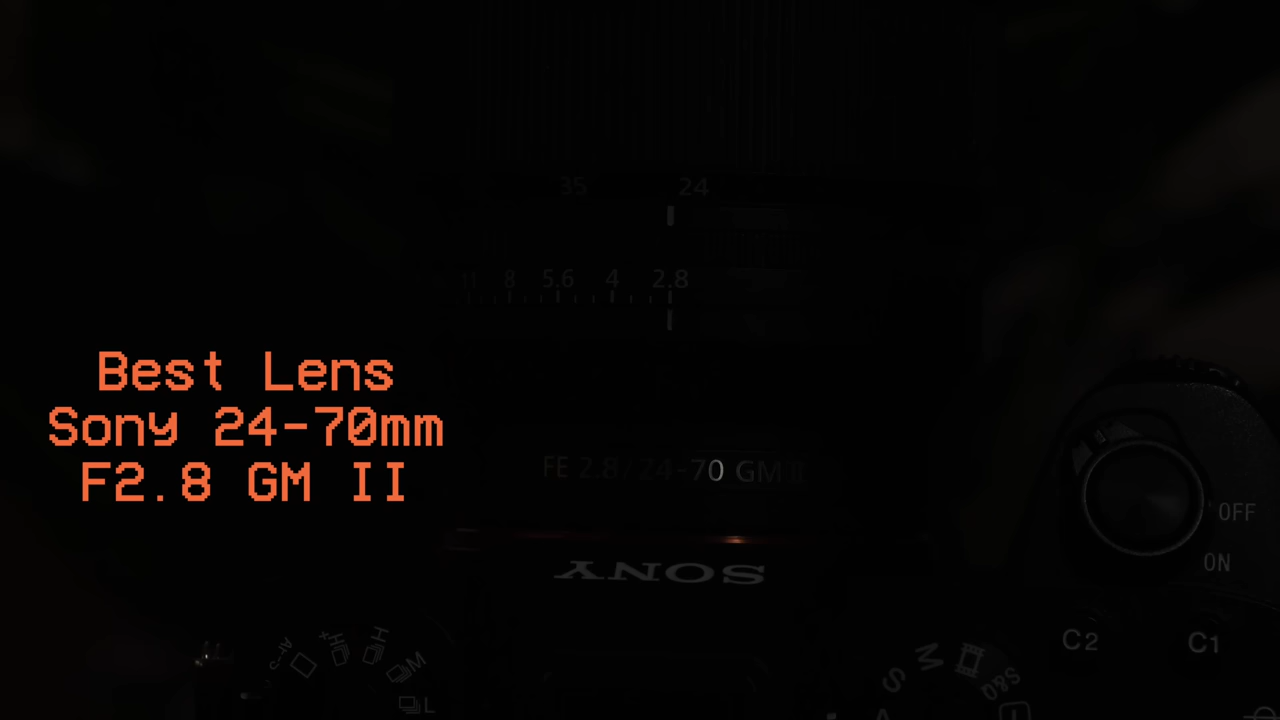 35 24
11 8 5.6 4 2.8
Best Lens
Sony 24-70mm
F2.8 GM II
FE 2.8/24-70 GM II
OFF
ON
SONY
C2 C1
H+ H M L
S M S&Q
A